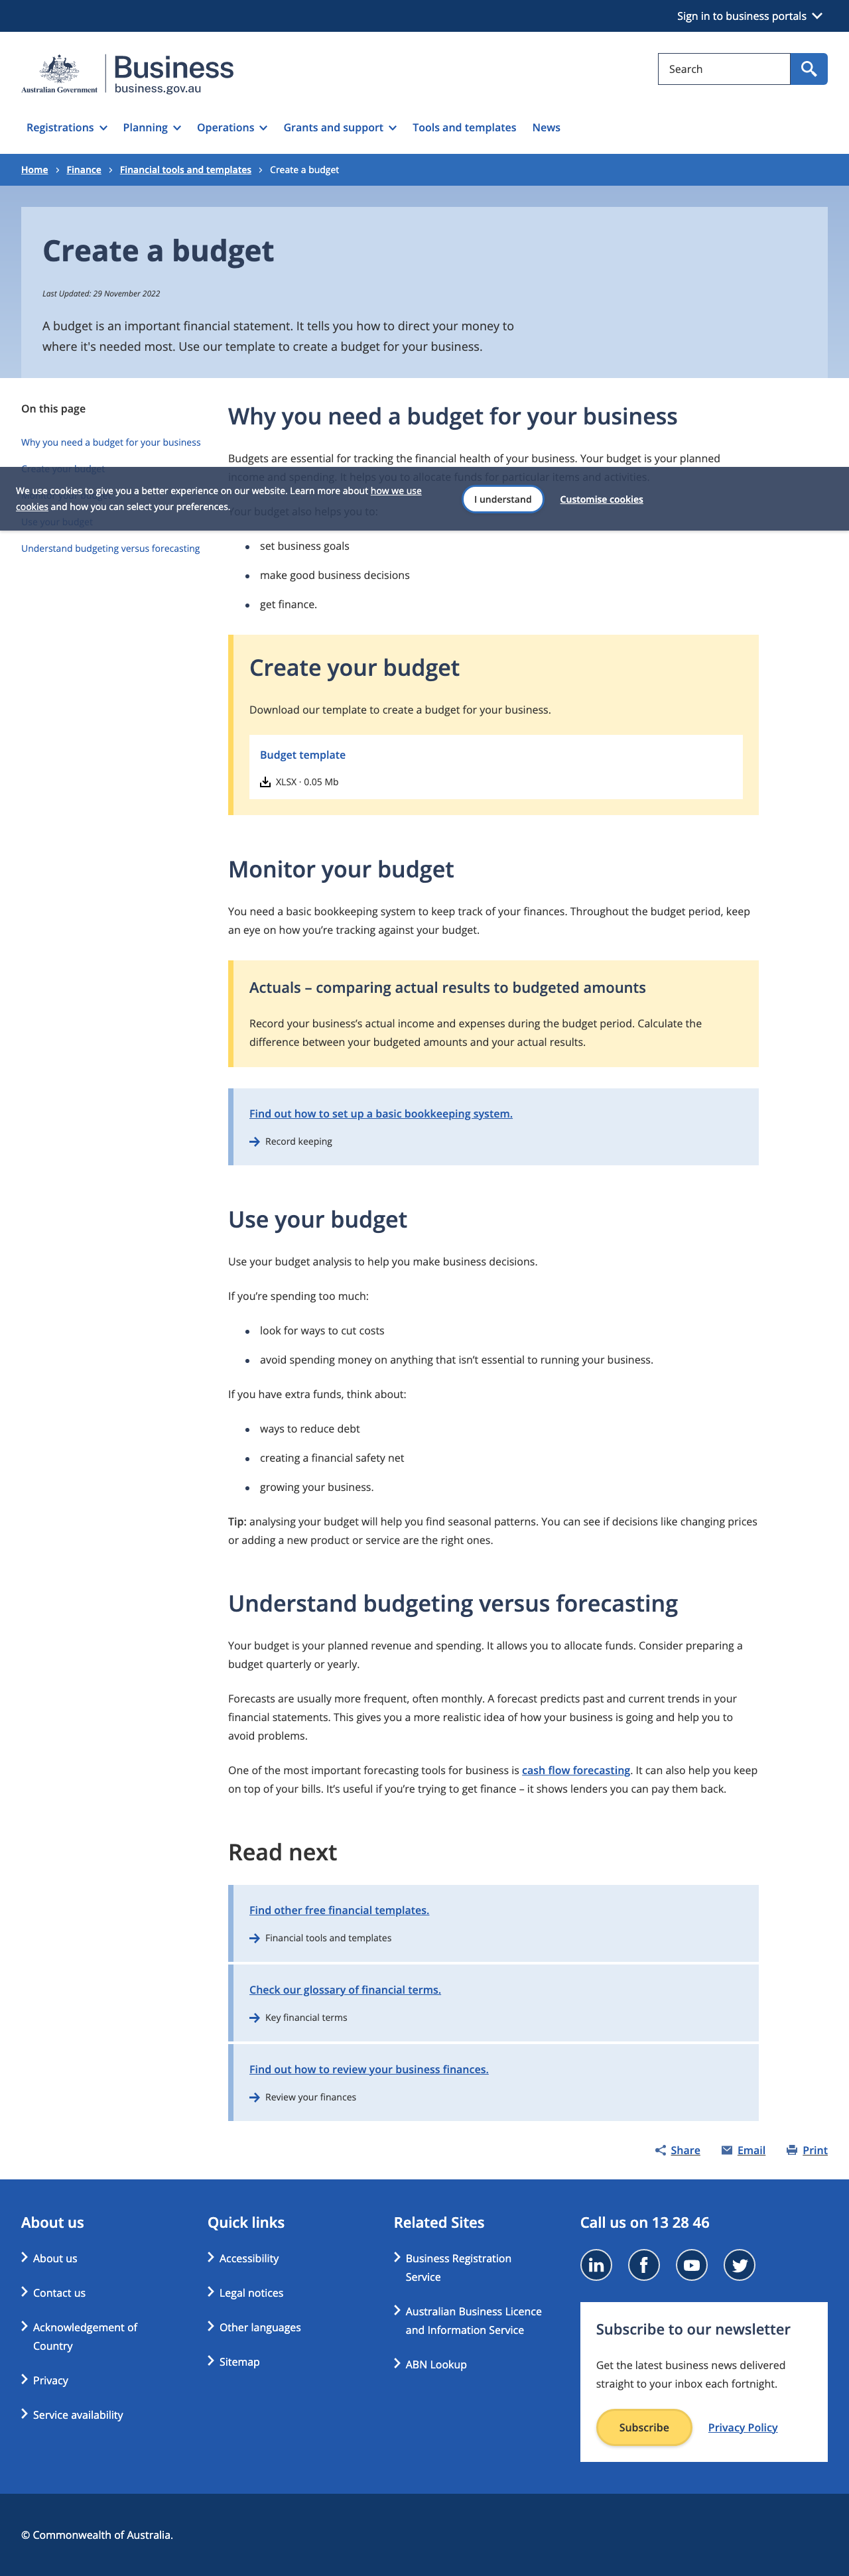 Sign in to business portals
Australian Government
Business
business.gov.au
Search
Registrations
Planning
Operations
Grants and support
Tools and templates
News
Home
Finance
Financial tools and templates
Create a budget
Create a budget
Last Updated: 29 November 2022
A budget is an important financial statement. It tells you how to direct your money to
where it's needed most. Use our template to create a budget for your business.
On this page
Why you need a budget for your business
Create your budget
Use your budget
Understand budgeting versus forecasting
Why you need a budget for your business
Budgets are essential for tracking the financial health of your business. Your budget is your planned
income and spending. It helps you to allocate funds for particular items and activities.
Your budget also helps you to:
We use cookies to give you a better experience on our website. Learn more about how we use
cookies and how you can select your preferences.
I understand
Customise cookies
set business goals
make good business decisions
get finance.
Create your budget
Download our template to create a budget for your business.
Budget template
XLSX · 0.05 Mb
Monitor your budget
You need a basic bookkeeping system to keep track of your finances. Throughout the budget period, keep
an eye on how you’re tracking against your budget.
Actuals – comparing actual results to budgeted amounts
Record your business’s actual income and expenses during the budget period. Calculate the
difference between your budgeted amounts and your actual results.
Find out how to set up a basic bookkeeping system.
Record keeping
Use your budget
Use your budget analysis to help you make business decisions.
If you’re spending too much:
look for ways to cut costs
avoid spending money on anything that isn’t essential to running your business.
If you have extra funds, think about:
ways to reduce debt
creating a financial safety net
growing your business.
Tip: analysing your budget will help you find seasonal patterns. You can see if decisions like changing prices
or adding a new product or service are the right ones.
Understand budgeting versus forecasting
Your budget is your planned revenue and spending. It allows you to allocate funds. Consider preparing a
budget quarterly or yearly.
Forecasts are usually more frequent, often monthly. A forecast predicts past and current trends in your
financial statements. This gives you a more realistic idea of how your business is going and help you to
avoid problems.
One of the most important forecasting tools for business is cash flow forecasting. It can also help you keep
on top of your bills. It’s useful if you’re trying to get finance – it shows lenders you can pay them back.
Read next
Find other free financial templates.
Financial tools and templates
Check our glossary of financial terms.
Key financial terms
Find out how to review your business finances.
Review your finances
Share
Email
Print
About us
About us
Contact us
Acknowledgement of
Country
Privacy
Service availability
Quick links
Accessibility
Legal notices
Other languages
Sitemap
Related Sites
Business Registration
Service
Australian Business Licence
and Information Service
ABN Lookup
Call us on 13 28 46
Subscribe to our newsletter
Get the latest business news delivered
straight to your inbox each fortnight.
Subscribe
Privacy Policy
© Commonwealth of Australia.